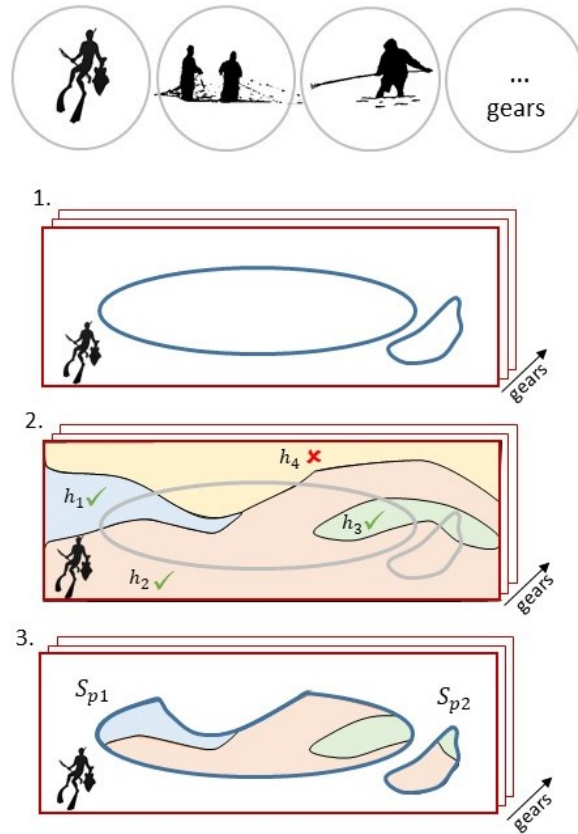 ...
gears
1.
gears
2.
h₄ ✘
h₁ ✓
h₃ ✓
h₂ ✓
gears
3.
Sₚ₁
Sₚ₂
gears